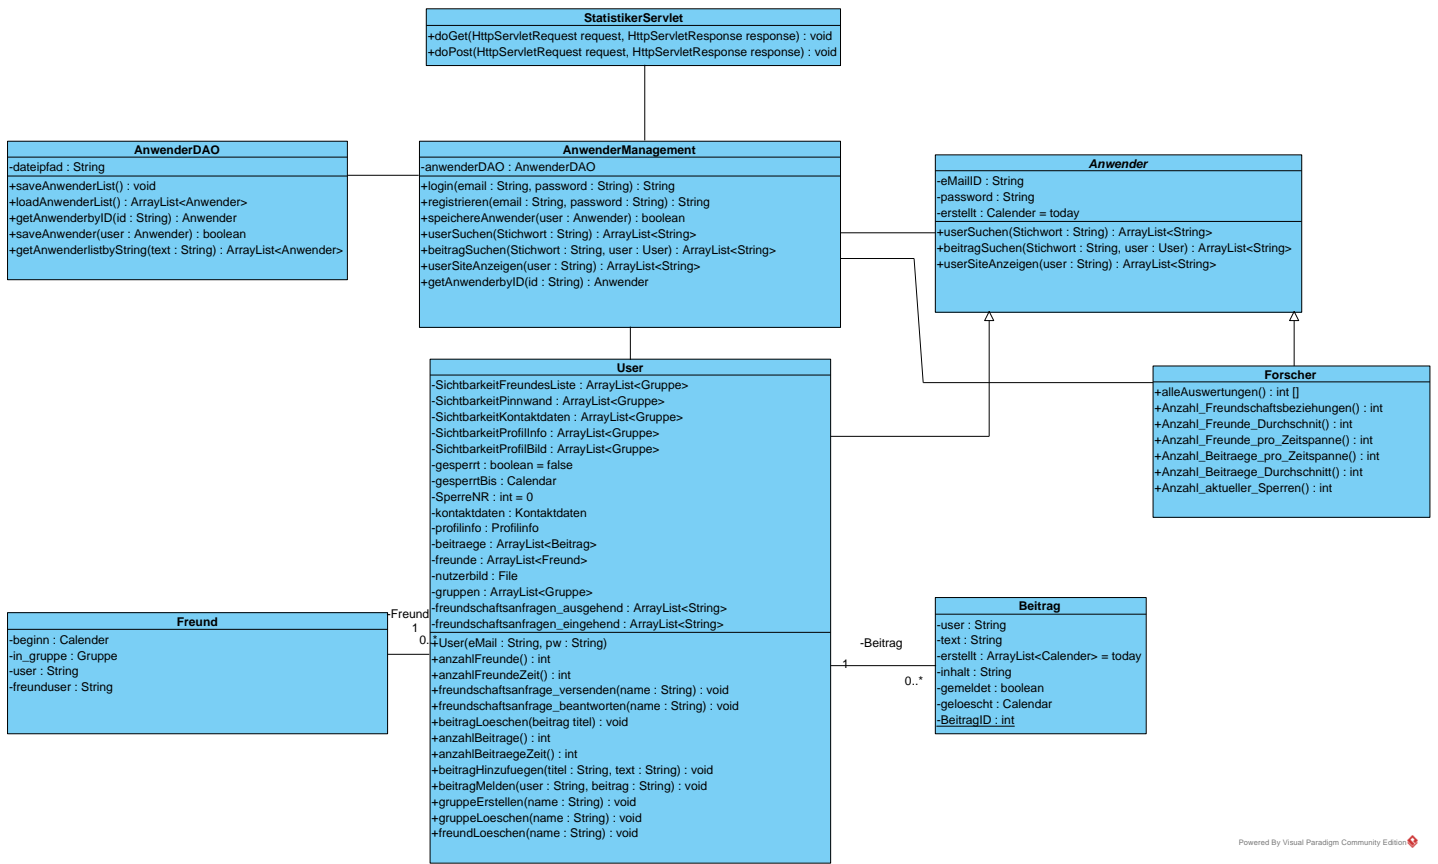 StatistikerServlet
+doGet(HttpServletRequest request, HttpServletResponse response) : void
+doPost(HttpServletRequest request, HttpServletResponse response) : void
AnwenderDAO
-dateipfad : String
+saveAnwenderList() : void
+loadAnwenderList() : ArrayList<Anwender>
+getAnwenderbyID(id : String) : Anwender
+saveAnwender(user : Anwender) : boolean
+getAnwenderlistbyString(text : String) : ArrayList<Anwender>
AnwenderManagement
-anwenderDAO : AnwenderDAO
+login(email : String, password : String) : String
+registrieren(email : String, password : String) : String
+speichereAnwender(user : Anwender) : boolean
+userSuchen(Stichwort : String) : ArrayList<String>
+beitragSuchen(Stichwort : String, user : User) : ArrayList<String>
+userSiteAnzeigen(user : String) : ArrayList<String>
+getAnwenderbyID(id : String) : Anwender
Anwender
-eMailID : String
-password : String
-erstellt : Calender = today
+userSuchen(Stichwort : String) : ArrayList<String>
+beitragSuchen(Stichwort : String, user : User) : ArrayList<String>
+userSiteAnzeigen(user : String) : ArrayList<String>
User
-SichtbarkeitFreundesListe : ArrayList<Gruppe>
-SichtbarkeitPinnwand : ArrayList<Gruppe>
-SichtbarkeitKontaktdaten : ArrayList<Gruppe>
-SichtbarkeitProfilInfo : ArrayList<Gruppe>
-SichtbarkeitProfilBild : ArrayList<Gruppe>
-gesperrt : boolean = false
-gesperrtBis : Calendar
-SperreNR : int = 0
-kontaktdaten : Kontaktdaten
-profilinfo : Profilinfo
-beitraege : ArrayList<Beitrag>
-freunde : ArrayList<Freund>
-nutzerbild : File
-gruppen : ArrayList<Gruppe>
-freundschaftsanfragen_ausgehend : ArrayList<String>
-freundschaftsanfragen_eingehend : ArrayList<String>
+User(eMail : String, pw : String)
+anzahlFreunde() : int
+anzahlFreundeZeit() : int
+freundschaftsanfrage_versenden(name : String) : void
+freundschaftsanfrage_beantworten(name : String) : void
+beitragLoeschen(beitrag titel) : void
+anzahlBeitrage() : int
+anzahlBeitraegeZeit() : int
+beitragHinzufuegen(titel : String, text : String) : void
+beitragMelden(user : String, beitrag : String) : void
+gruppeErstellen(name : String) : void
+gruppeLoeschen(name : String) : void
+freundLoeschen(name : String) : void
Forscher
+alleAuswertungen() : int []
+Anzahl_Freundschaftsbeziehungen() : int
+Anzahl_Freunde_Durchschnit() : int
+Anzahl_Freunde_pro_Zeitspanne() : int
+Anzahl_Beitraege_pro_Zeitspanne() : int
+Anzahl_Beitraege_Durchschnitt() : int
+Anzahl_aktueller_Sperren() : int
Freund
-beginn : Calender
-in_gruppe : Gruppe
-user : String
-freunduser : String
-Freund
1
0..*
-Beitrag
1
0..*
Beitrag
-user : String
-text : String
-erstellt : ArrayList<Calender> = today
-inhalt : String
-gemeldet : boolean
-geloescht : Calendar
-BeitragID : int
Powered By Visual Paradigm Community Edition